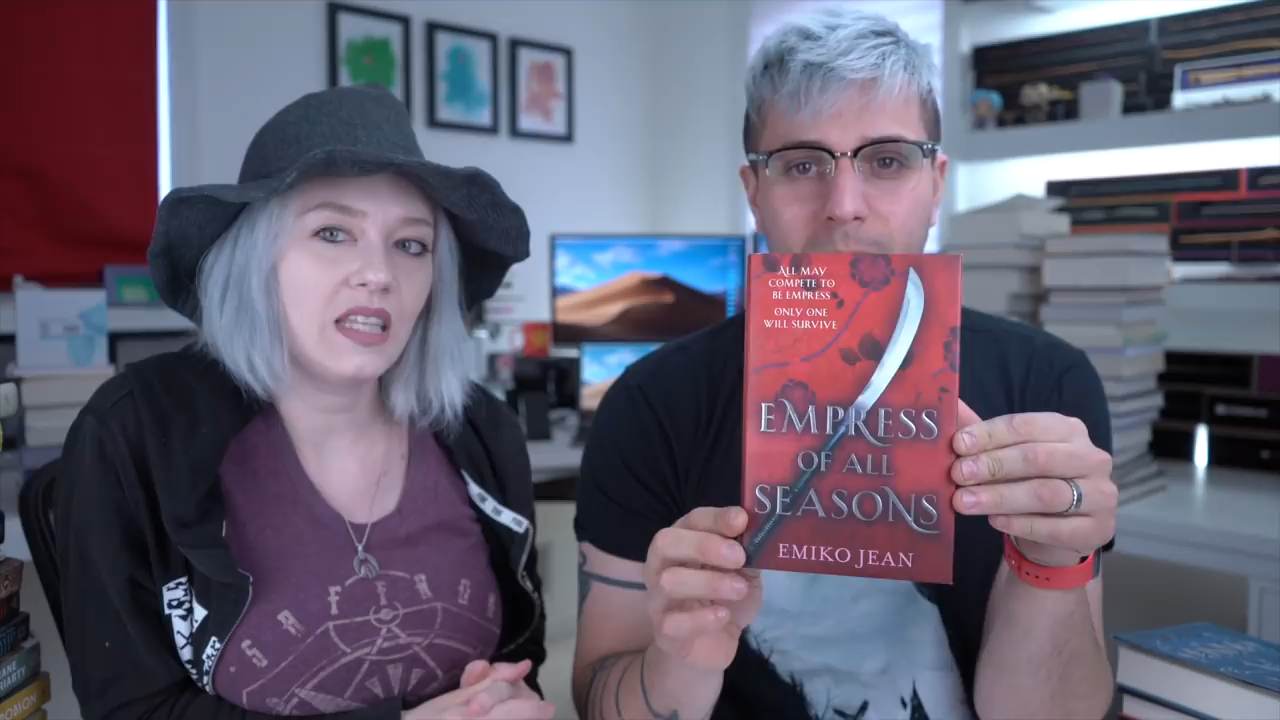 ALL MAY
COMPETE TO
BE EMPRESS
ONLY ONE
WILL SURVIVE
EMPRESS
OF ALL
SEASONS
EMIKO JEAN